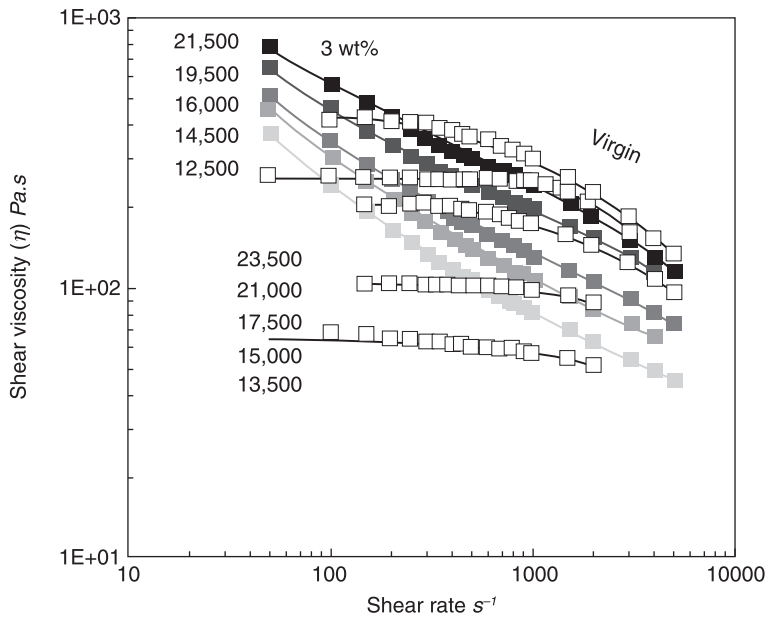 1E+03
21,500
3 wt%
19,500
16,000
14,500
12,500
Virgin
23,500
1E+02
21,000
17,500
15,000
13,500
1E+01
10
100
1000
10000
Shear rate s⁻¹
Shear viscosity (η) Pa.s